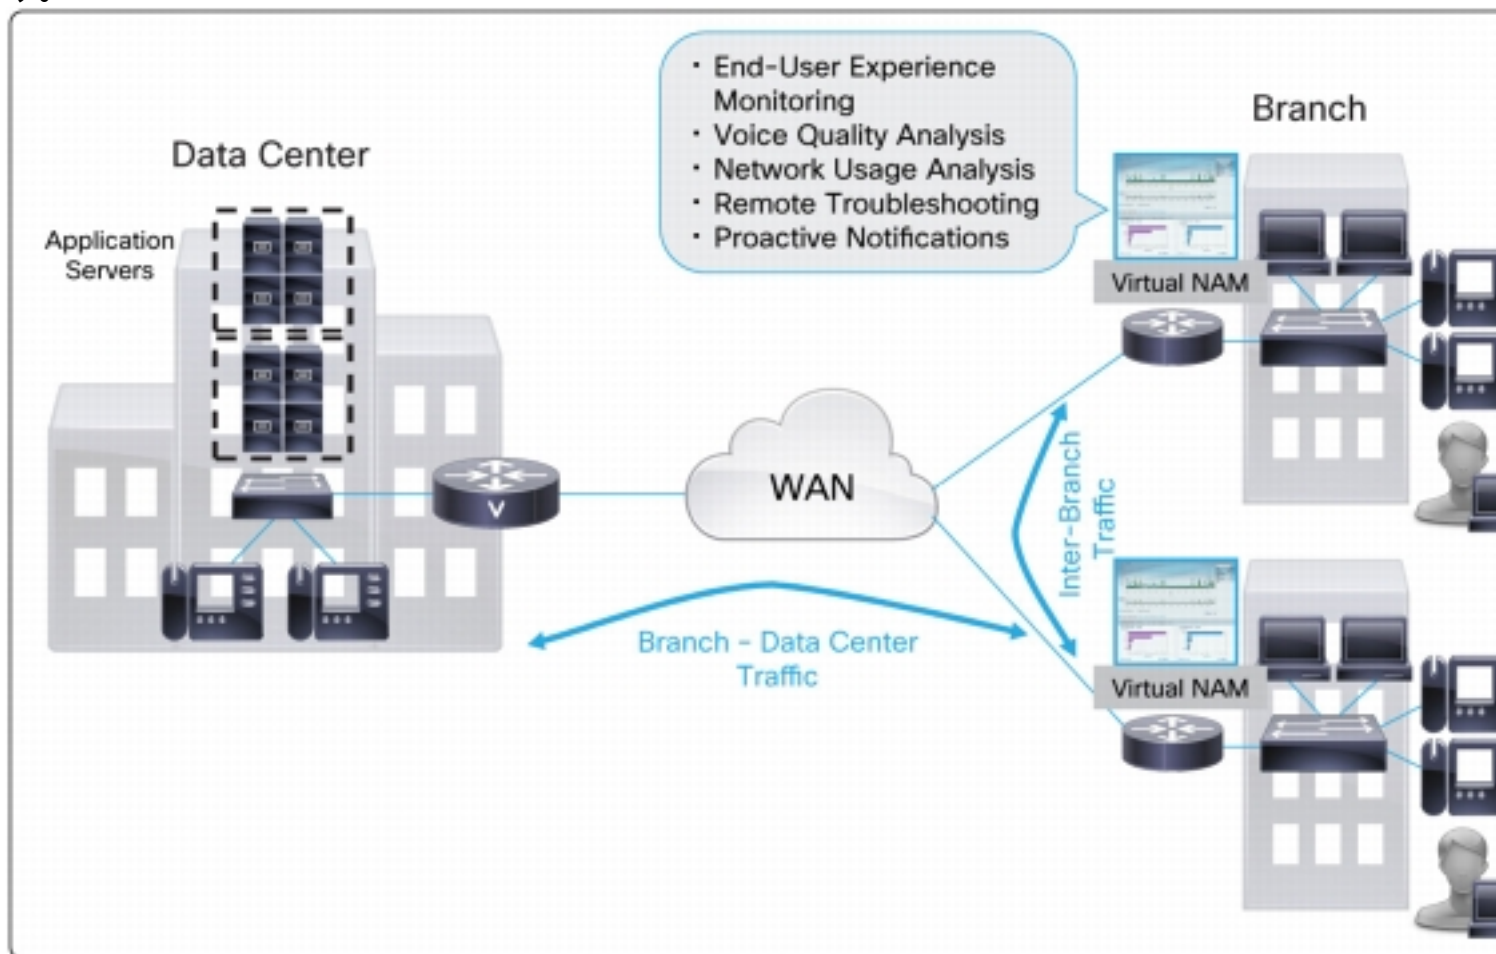 Data Center
Application
Servers
V
· End-User Experience
Monitoring
· Voice Quality Analysis
· Network Usage Analysis
· Remote Troubleshooting
· Proactive Notifications
Branch
Virtual NAM
WAN
Inter-Branch
Traffic
Branch - Data Center
Traffic
Virtual NAM